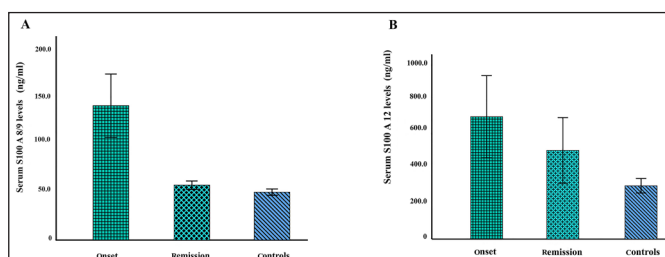 A
Serum S100 A 8/9 levels (ng/ml)
200.0
150.0
100.0
50.0
0
Onset
Remission
Controls
B
Serum S100 A 12 levels (ng/ml)
1000.0
800.0
600.0
400.0
200.0
0
Onset
Remission
Controls